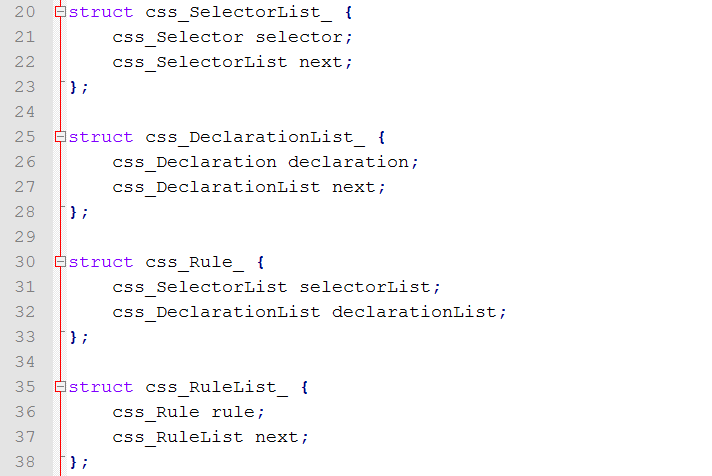 20 struct css_SelectorList_ {
21     css_Selector selector;
22     css_SelectorList next;
23 };
24
25 struct css_DeclarationList_ {
26     css_Declaration declaration;
27     css_DeclarationList next;
28 };
29
30 struct css_Rule_ {
31     css_SelectorList selectorList;
32     css_DeclarationList declarationList;
33 };
34
35 struct css_RuleList_ {
36     css_Rule rule;
37     css_RuleList next;
38 };